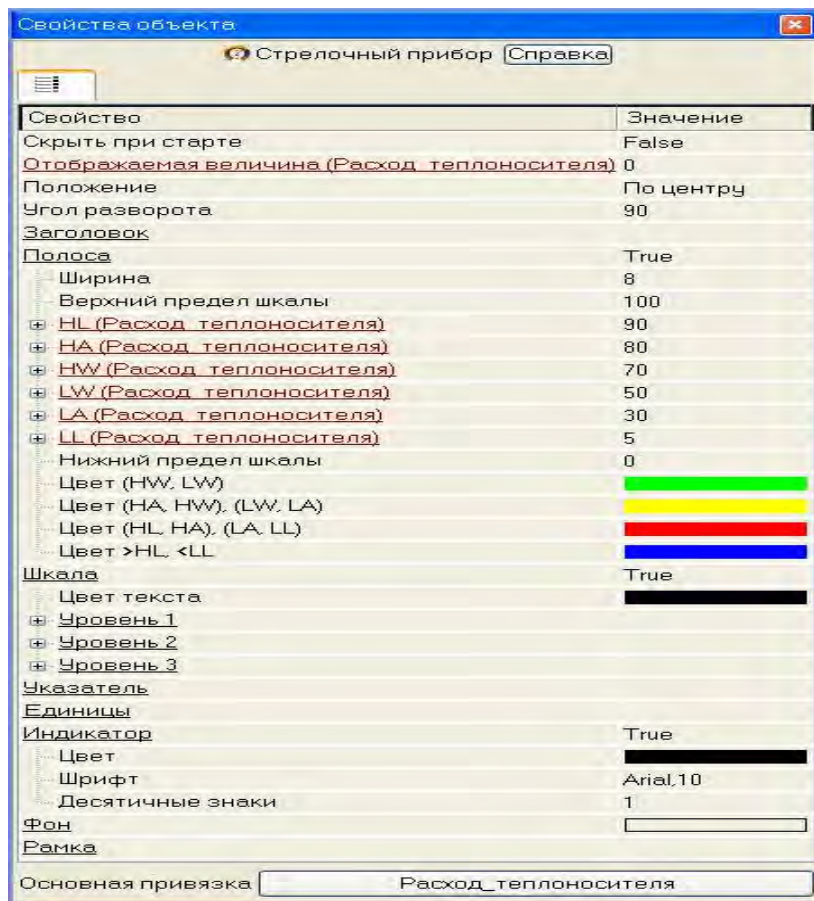 Свойства объекта
Стрелочный прибор Справка
Свойство Значение
Скрыть при старте False
Отображаемая величина (Расход_теплоносителя) 0
Положение По центру
Угол разворота 90
Заголовок
Полоса True
Ширина 8
Верхний предел шкалы 100
HL (Расход_теплоносителя) 90
HA (Расход_теплоносителя) 80
HW (Расход_теплоносителя) 70
LW (Расход_теплоносителя) 50
LA (Расход_теплоносителя) 30
LL (Расход_теплоносителя) 5
Нижний предел шкалы 0
Цвет (HW, LW)
Цвет (HA, HW), (LW, LA)
Цвет (HL, HA), (LA, LL)
Цвет >HL, <LL
Шкала True
Цвет текста
Уровень 1
Уровень 2
Уровень 3
Указатель
Единицы
Индикатор True
Цвет
Шрифт Arial,10
Десятичные знаки 1
Фон
Рамка
Основная привязка Расход_теплоносителя